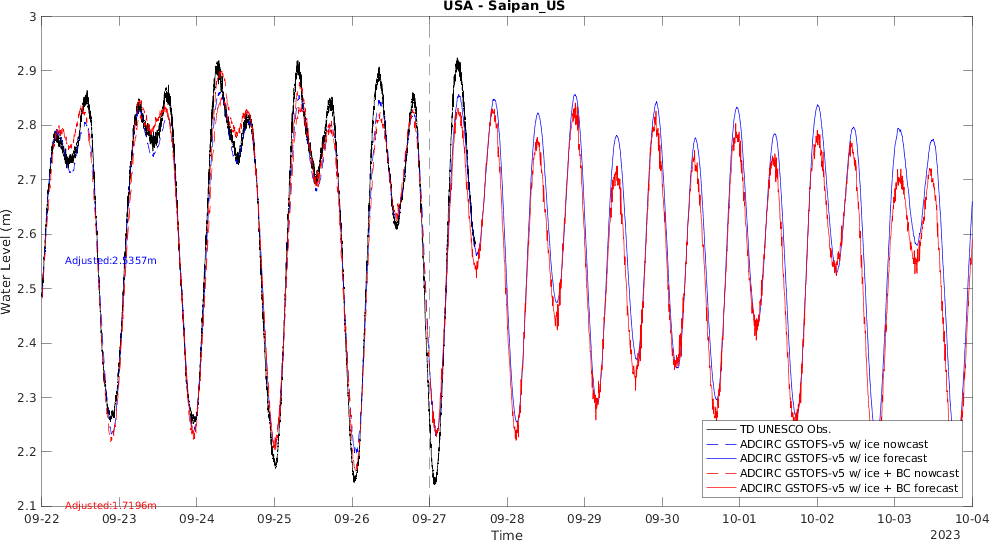 USA - Saipan_US
3
2.9
2.8
2.7
2.6
2.5
2.4
2.3
2.2
2.1
Water Level (m)
Adjusted:2.5357m
Adjusted:1.7196m
TD UNESCO Obs.
ADCIRC GSTOFS-v5 w/ ice nowcast
ADCIRC GSTOFS-v5 w/ ice forecast
ADCIRC GSTOFS-v5 w/ ice + BC nowcast
ADCIRC GSTOFS-v5 w/ ice + BC forecast
09-22 09-23 09-24 09-25 09-26 09-27 09-28 09-29 09-30 10-01 10-02 10-03 10-04
Time
2023